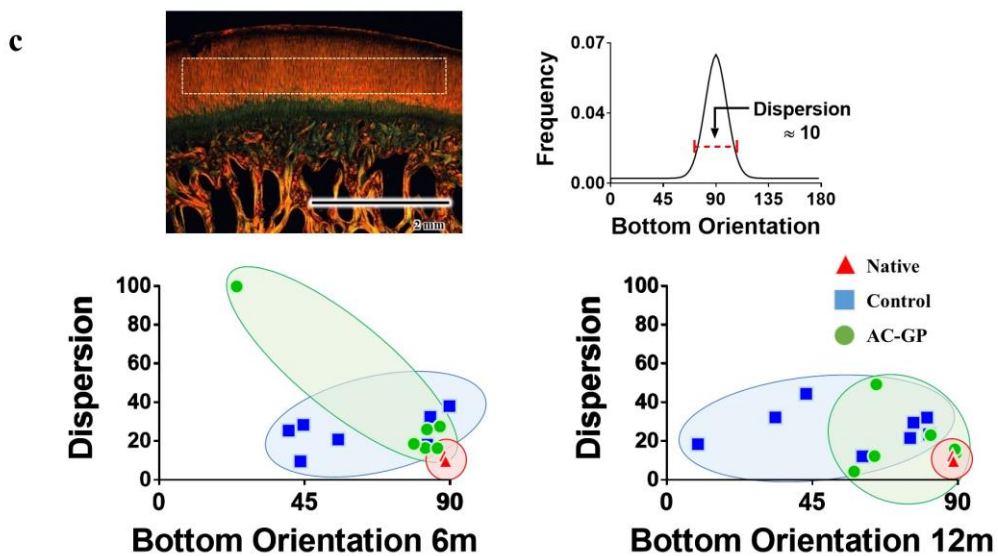 c
2 mm
0.07
0.04
0.00
Frequency
Dispersion
≈ 10
0 45 90 135 180
Bottom Orientation
Native
Control
AC-GP
100
80
60
40
20
0
Dispersion
0 45 90
Bottom Orientation 6m
100
80
60
40
20
0
Dispersion
0 45 90
Bottom Orientation 12m